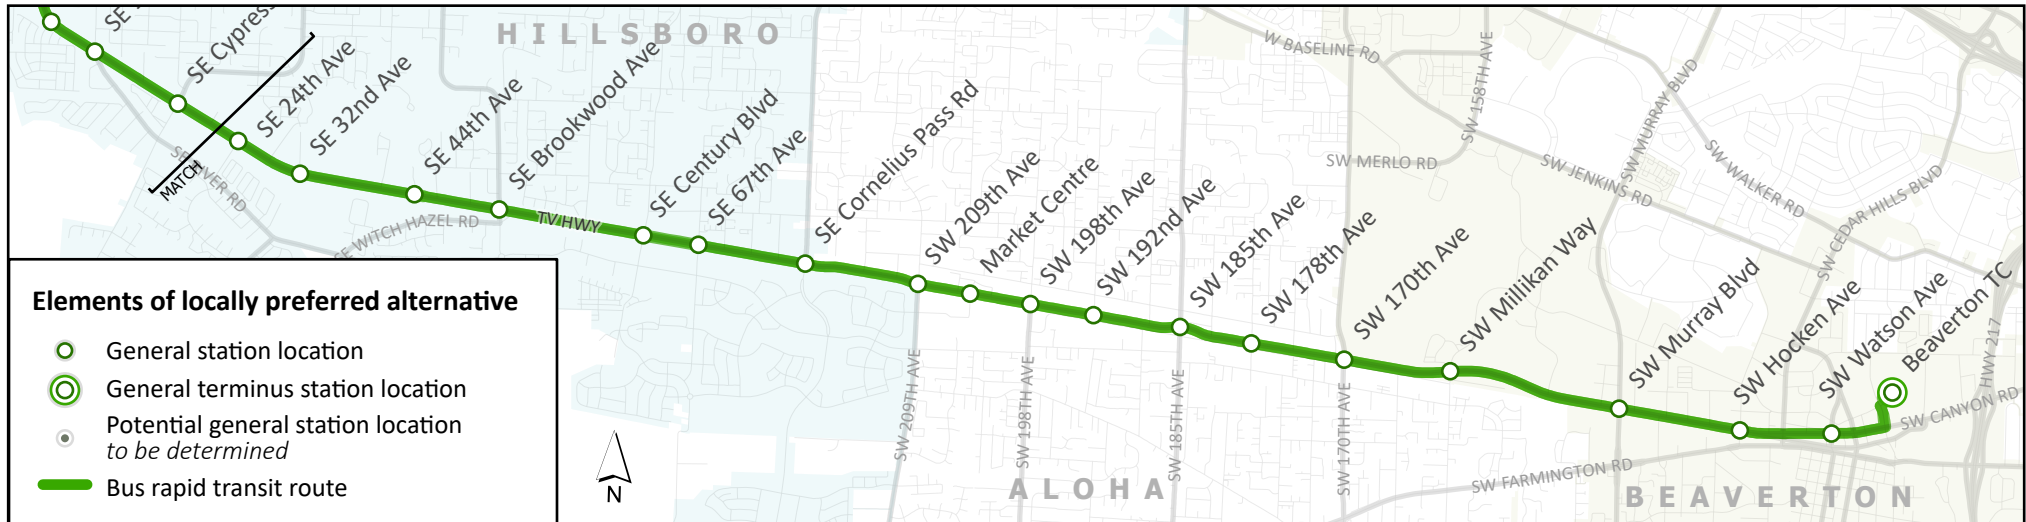 HILLSBORO
SE
SE Cypress
SE 24th Ave
SE 32nd Ave
SE 44th Ave
SE Brookwood Ave
SE Century Blvd
SE 67th Ave
SE Cornelius Pass Rd
SW 209th Ave
Market Centre
SW 198th Ave
SW 192nd Ave
SW 185th Ave
SW 178th Ave
SW 170th Ave
SW Millikan Way
SW Murray Blvd
SW Hocken Ave
SW Watson Ave
Beaverton TC
MATCH
SE WITCH HAZEL RD
TV HWY
W BASELINE RD
SW 158TH AVE
SW MERLO RD
SW JENKINS RD
SW MURRAY BLVD
SW WALKER RD
SW CEDAR HILLS BLVD
HWY 217
SW CANYON RD
SW FARMINGTON RD
SW 209TH AVE
SW 198TH AVE
SW 185TH AVE
SW 170TH AVE
ALOHA
BEAVERTON
Elements of locally preferred alternative
General station location
General terminus station location
Potential general station location
to be determined
Bus rapid transit route
N